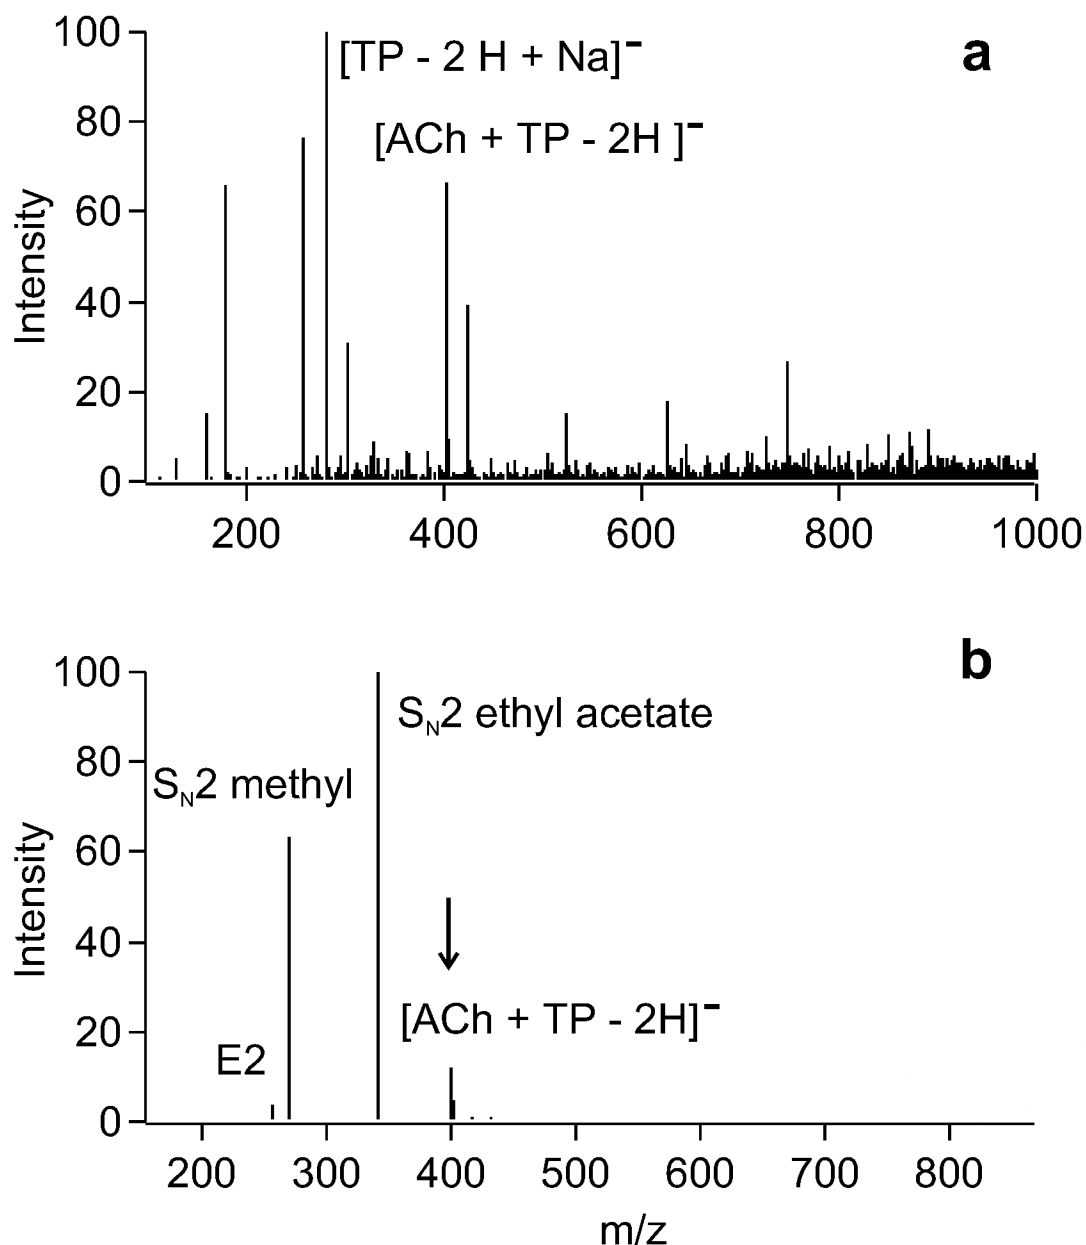 100
[TP - 2 H + Na]⁻
a
80
[ACh + TP - 2H ]⁻
60
Intensity
40
20
0
200 400 600 800 1000
b
100
SN2 ethyl acetate
80
SN2 methyl
60
Intensity
40
[ACh + TP - 2H]⁻
20
E2
0
200 300 400 500 600 700 800
m/z